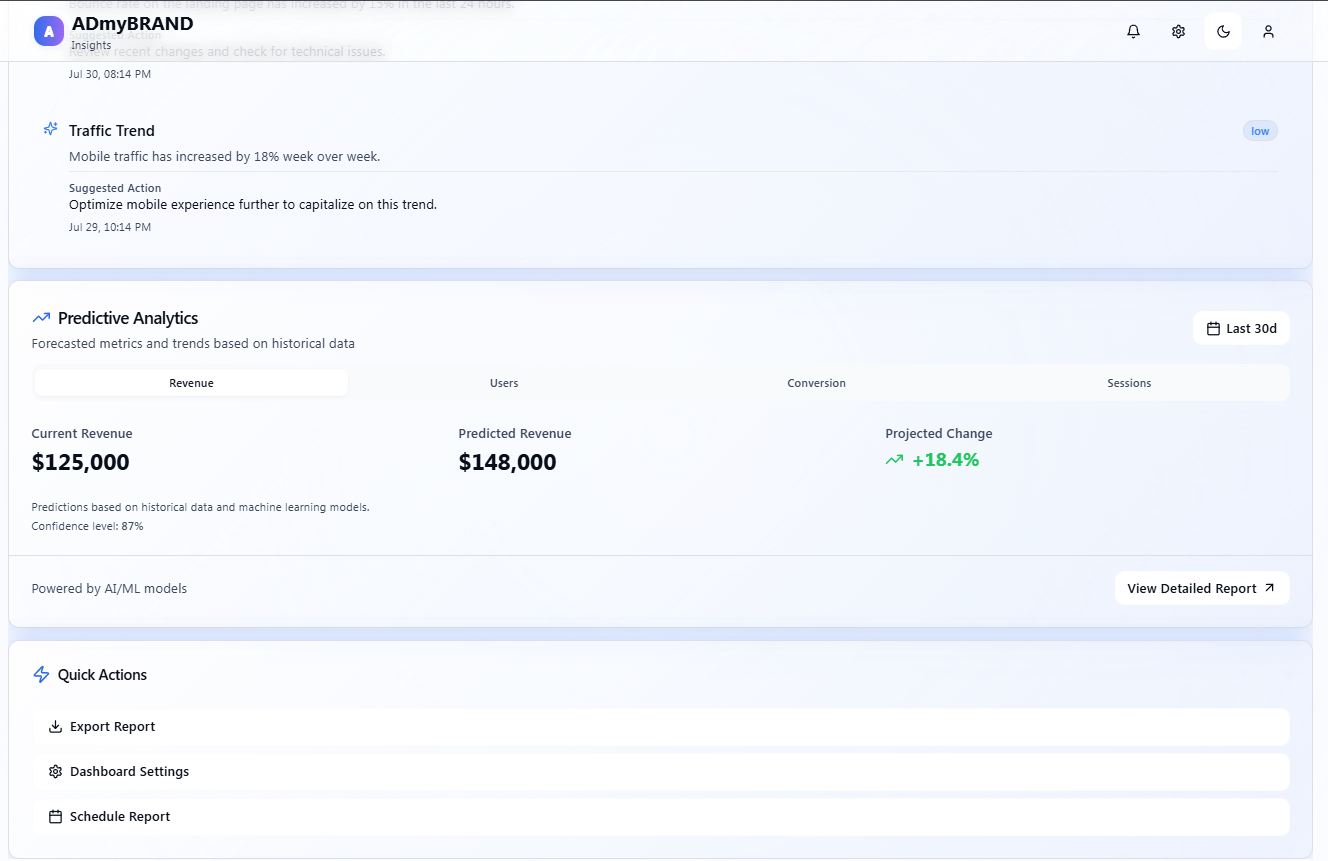 Bounce rate on the landing page has increased by 15% in the last 24 hours.
A
ADmyBRAND
Insights
Suggested Action
Review recent changes and check for technical issues.
Jul 30, 08:14 PM
Traffic Trend
low
Mobile traffic has increased by 18% week over week.
Suggested Action
Optimize mobile experience further to capitalize on this trend.
Jul 29, 10:14 PM
Predictive Analytics
Forecasted metrics and trends based on historical data
Last 30d
Revenue
Users
Conversion
Sessions
Current Revenue
Predicted Revenue
Projected Change
$125,000
$148,000
+18.4%
Predictions based on historical data and machine learning models.
Confidence level: 87%
Powered by AI/ML models
View Detailed Report
Quick Actions
Export Report
Dashboard Settings
Schedule Report